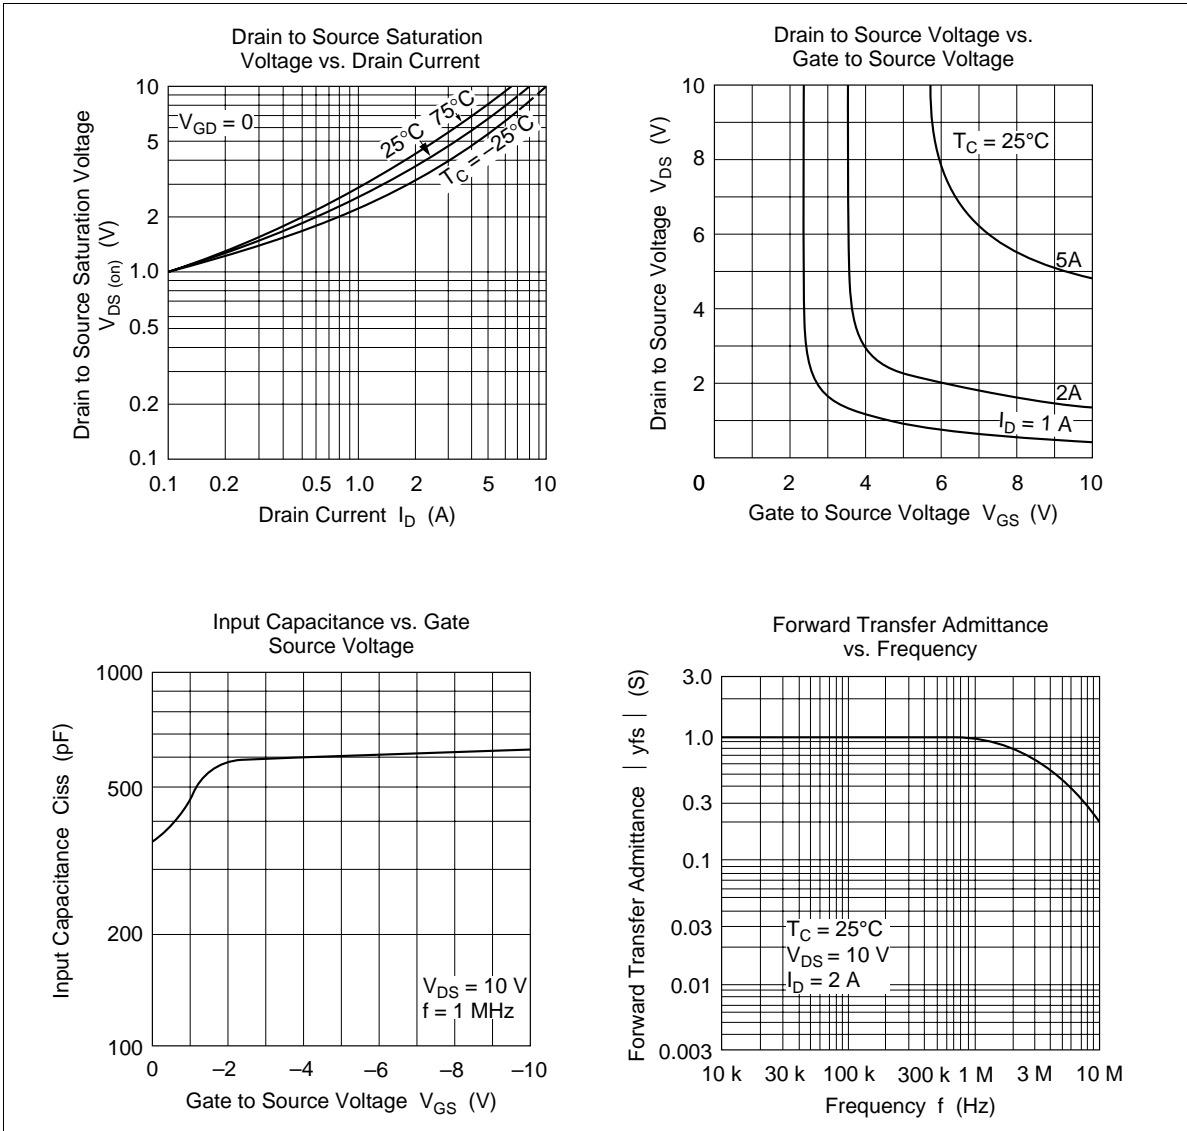 Drain to Source Saturation
Voltage vs. Drain Current
Drain to Source Saturation Voltage
V_DS (on) (V)
10
5
2
1.0
0.5
0.2
0.1
V_GD = 0
25°C
75°C
T_C = –25°C
0.1 0.2 0.5 1.0 2 5 10
Drain Current I_D (A)
Drain to Source Voltage vs.
Gate to Source Voltage
Drain to Source Voltage V_DS (V)
10
8
6
4
2
0
T_C = 25°C
5A
2A
I_D = 1 A
2 4 6 8 10
Gate to Source Voltage V_GS (V)
Input Capacitance vs. Gate
Source Voltage
Input Capacitance Ciss (pF)
1000
500
200
100
V_DS = 10 V
f = 1 MHz
0 –2 –4 –6 –8 –10
Gate to Source Voltage V_GS (V)
Forward Transfer Admittance
vs. Frequency
Forward Transfer Admittance | yfs | (S)
3.0
1.0
0.3
0.1
0.03
0.01
0.003
T_C = 25°C
V_DS = 10 V
I_D = 2 A
10 k 30 k 100 k 300 k 1 M 3 M 10 M
Frequency f (Hz)